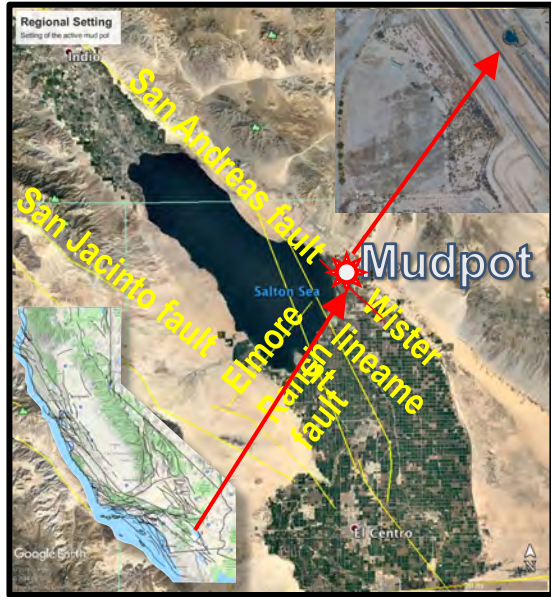 Regional Setting
Setting of the active mud pot
Indio
San Andreas fault
San Jacinto fault
Mudpot
Salton Sea
Wister
lineame
nt
Elmore
Ranch
fault
El Centro
Google Earth
N